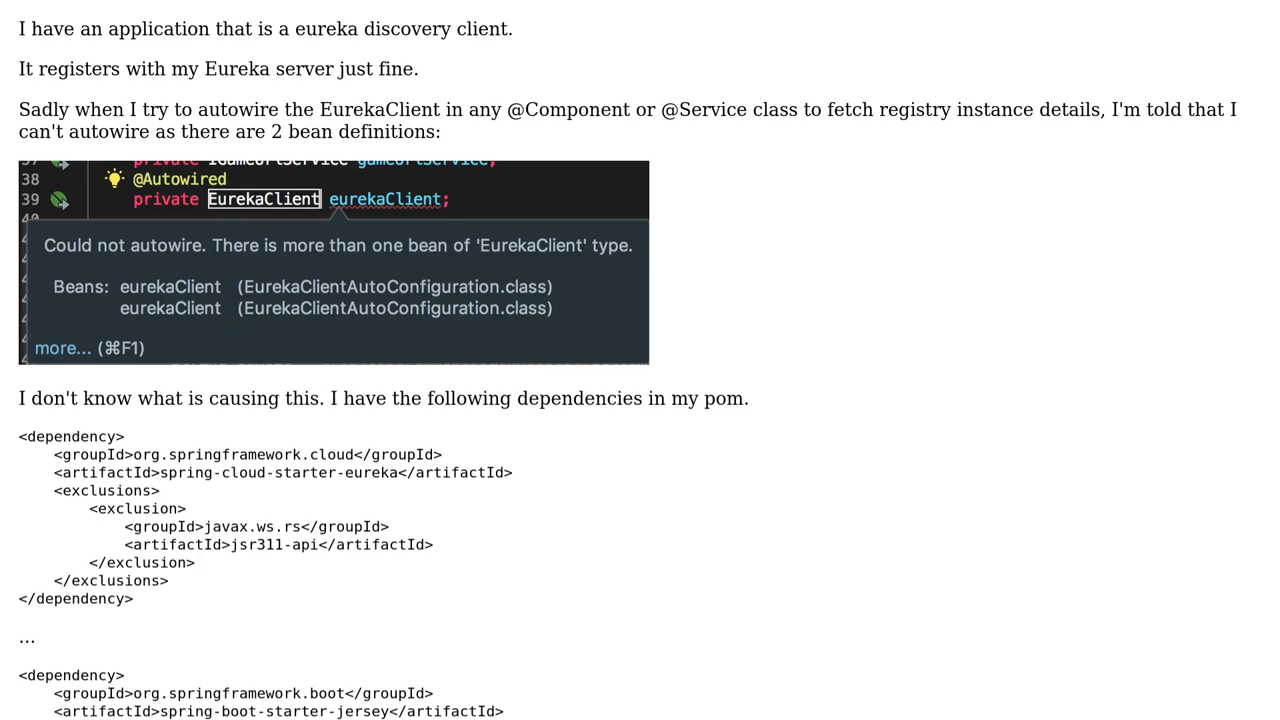 I have an application that is a eureka discovery client.
It registers with my Eureka server just fine.
Sadly when I try to autowire the EurekaClient in any @Component or @Service class to fetch registry instance details, I'm told that I
can't autowire as there are 2 bean definitions:
38 @Autowired
39 private EurekaClient eurekaClient;
Could not autowire. There is more than one bean of 'EurekaClient' type.
Beans: eurekaClient (EurekaClientAutoConfiguration.class)
eurekaClient (EurekaClientAutoConfiguration.class)
more... (⌘F1)
I don't know what is causing this. I have the following dependencies in my pom.
<dependency>
<groupId>org.springframework.cloud</groupId>
<artifactId>spring-cloud-starter-eureka</artifactId>
<exclusions>
<exclusion>
<groupId>javax.ws.rs</groupId>
<artifactId>jsr311-api</artifactId>
</exclusion>
</exclusions>
</dependency>
...
<dependency>
<groupId>org.springframework.boot</groupId>
<artifactId>spring-boot-starter-jersey</artifactId>